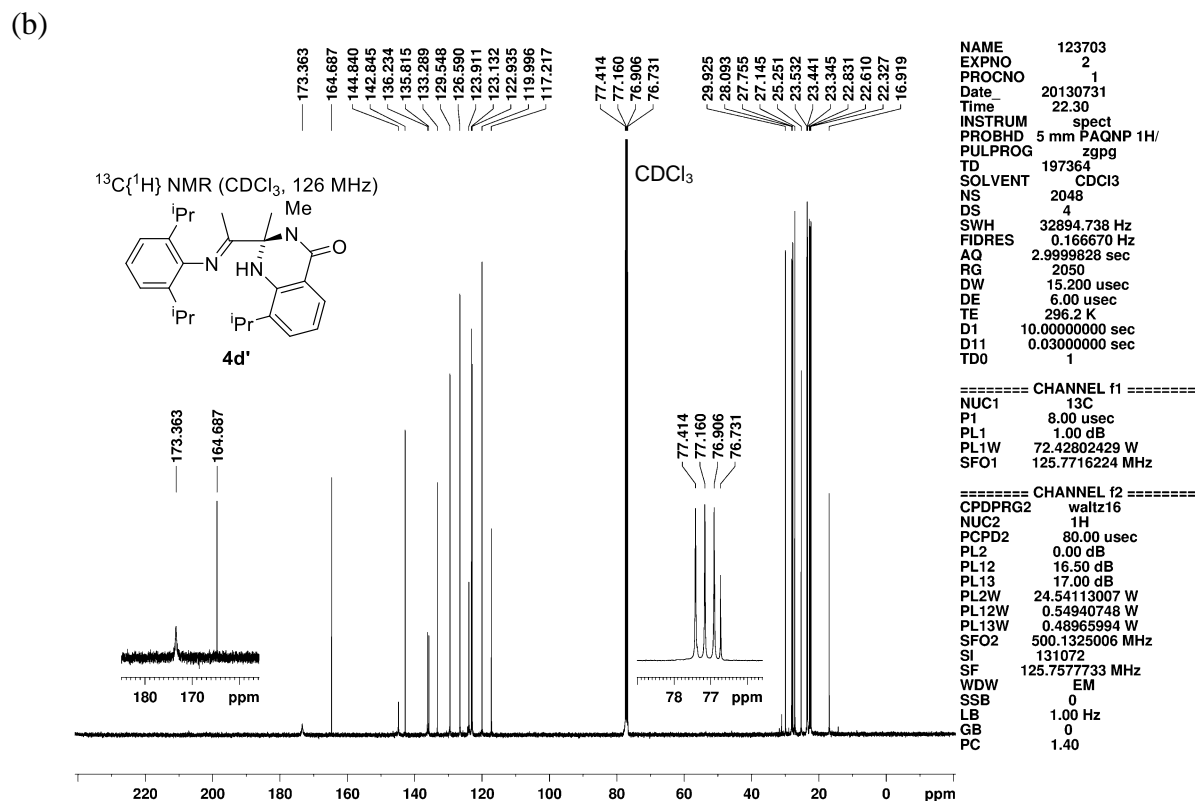 (b)
173.363
164.687
144.840
142.845
136.234
135.815
133.289
129.548
126.590
123.911
123.132
122.935
119.996
117.217
77.414
77.160
76.906
76.731
29.925
28.093
27.755
27.145
25.251
23.532
23.441
23.345
22.831
22.610
22.327
16.919
¹³C{¹H} NMR (CDCl₃, 126 MHz)
CDCl₃
ⁱPr
Me
N
N
O
HN
ⁱPr
ⁱPr
4d'
173.363
164.687
180 170 ppm
77.414
77.160
76.906
76.731
78 77 ppm
220 200 180 160 140 120 100 80 60 40 20 0 ppm
NAME 123703
EXPNO 2
PROCNO 1
Date_ 20130731
Time 22.30
INSTRUM spect
PROBHD 5 mm PAQNP 1H/
PULPROG zgpg
TD 197364
SOLVENT CDCl3
NS 2048
DS 4
SWH 32894.738 Hz
FIDRES 0.166670 Hz
AQ 2.9999828 sec
RG 2050
DW 15.200 usec
DE 6.00 usec
TE 296.2 K
D1 10.00000000 sec
D11 0.03000000 sec
TD0 1
======== CHANNEL f1 ========
NUC1 13C
P1 8.00 usec
PL1 1.00 dB
PL1W 72.42802429 W
SFO1 125.7716224 MHz
======== CHANNEL f2 ========
CPDPRG2 waltz16
NUC2 1H
PCPD2 80.00 usec
PL2 0.00 dB
PL12 16.50 dB
PL13 17.00 dB
PL2W 24.54113007 W
PL12W 0.54940748 W
PL13W 0.48965994 W
SFO2 500.1325006 MHz
SI 131072
SF 125.7577733 MHz
WDW EM
SSB 0
LB 1.00 Hz
GB 0
PC 1.40